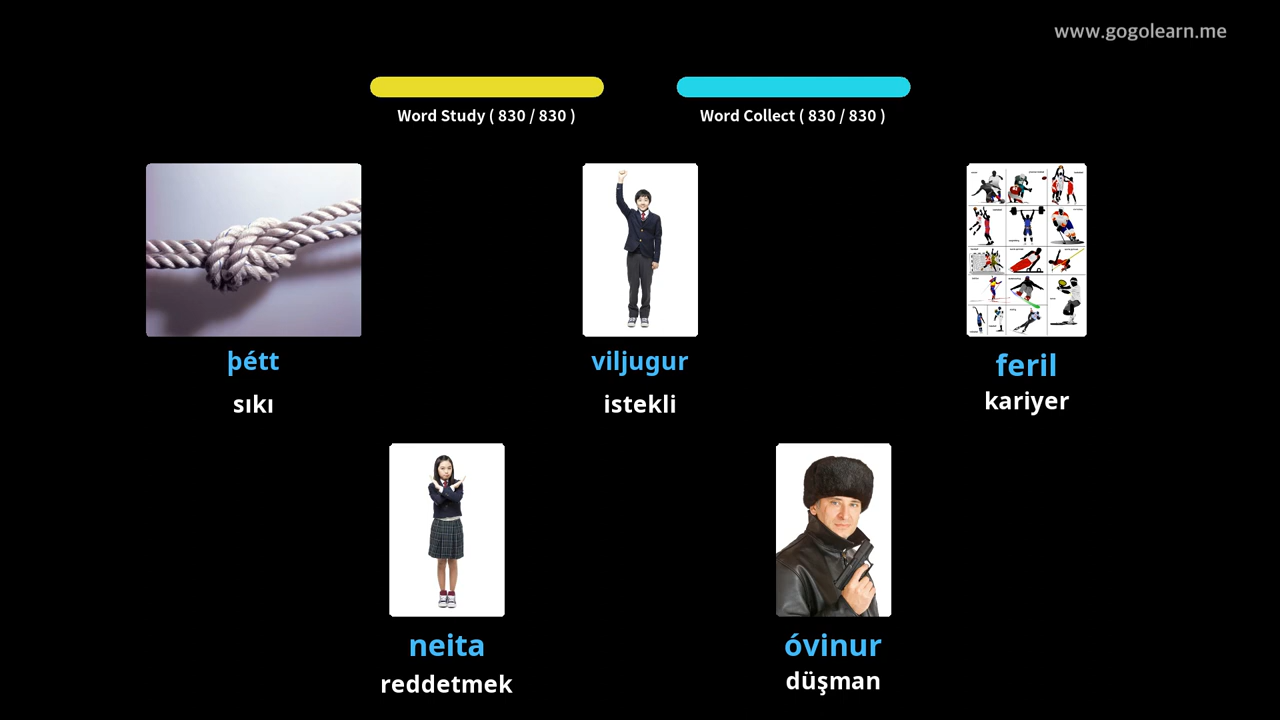 www.gogolearn.me
Word Study ( 830 / 830 )
Word Collect ( 830 / 830 )
þétt
viljugur
feril
sıkı
istekli
kariyer
neita
óvinur
reddetmek
düşman